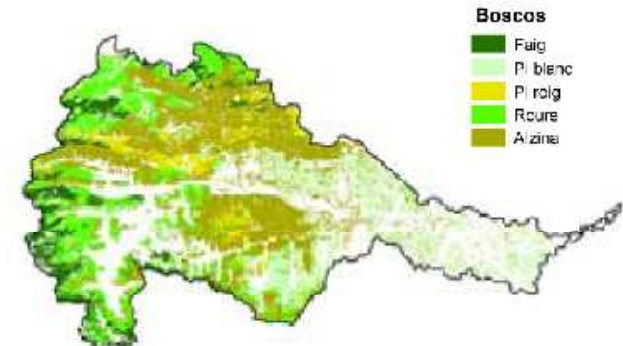 Boscos
Faig
Pi blanc
Pi roig
Roure
Alzina